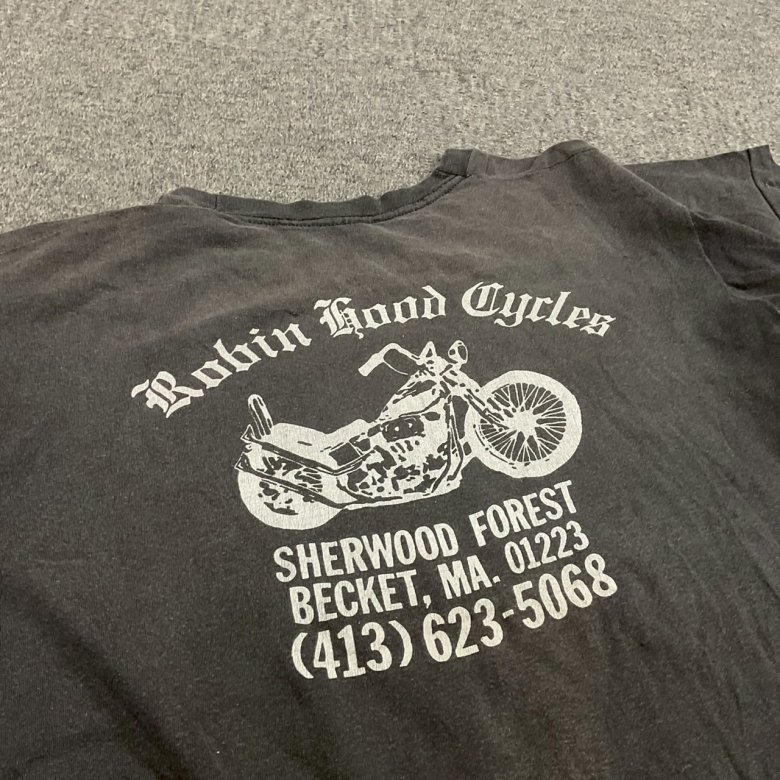 Robin Hood Cycles
SHERWOOD FOREST
BECKET, MA. 01223
(413) 623-5068